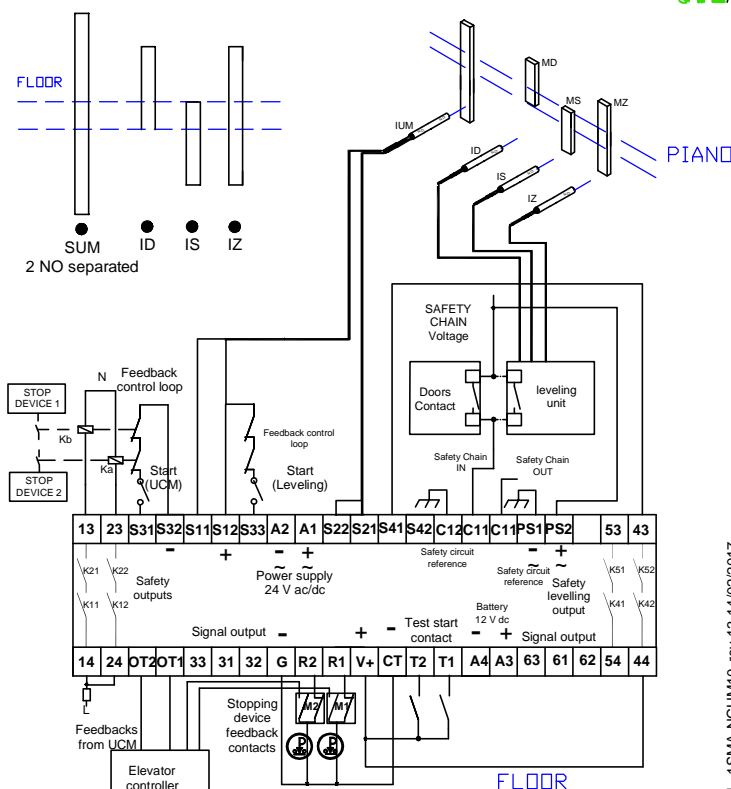 FLOOR
SUM
2 NO separated
ID
IS
IZ
IUM
ID
IS
IZ
MD
MS
MZ
PIANO
SAFETY
CHAIN
Voltage
Doors
Contact
leveling
unit
Safety Chain
IN
Safety Chain
OUT
STOP
DEVICE 1
STOP
DEVICE 2
N
Kb
Ka
Feedback
control loop
Start
(UCM)
Feedback control
loop
Start
(Leveling)
13 23 S31 S32 S11 S12 S33 A2 A1 S22 S21 S41 S42 C12 C11 C11 PS1 PS2 53 43
- + - + - +
~ ~ ~ ~
K21 K22 K51 K52
K11 K12 K41 K42
Safety
outputs
Power supply
24 V ac/dc
Safety circuit
reference
Safety circuit
reference
Safety
levelling
output
Signal output - + - Test start
contact
Battery
12 V dc
- +
Signal output
14 24 OT2 OT1 33 31 32 G R2 R1 V+ CT T2 T1 A4 A3 63 61 62 54 44
L
Feedbacks
from UCM
Elevator
controller
Stopping
device
feedback
contacts
M2 M1
FLOOR